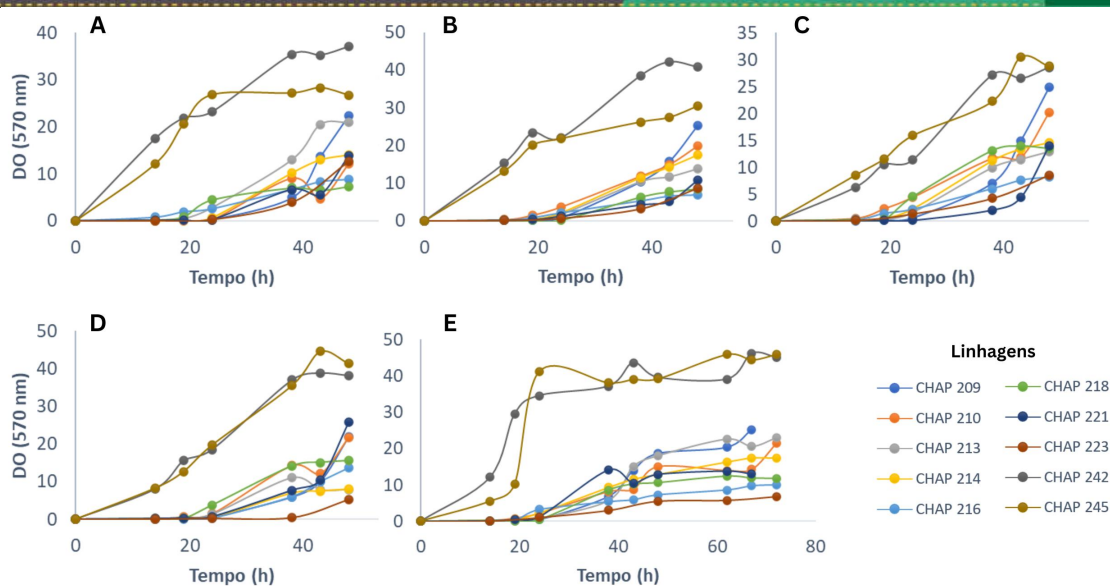 A
B
C
DO (570 nm)
40
30
20
10
0
0
20
40
Tempo (h)
50
40
30
20
10
0
0
20
40
Tempo (h)
35
30
25
20
15
10
5
0
0
20
40
Tempo (h)
D
E
DO (570 nm)
50
40
30
20
10
0
0
20
40
Tempo (h)
50
40
30
20
10
0
0
20
40
60
80
Tempo (h)
Linhagens
CHAP 209
CHAP 210
CHAP 213
CHAP 214
CHAP 216
CHAP 218
CHAP 221
CHAP 223
CHAP 242
CHAP 245